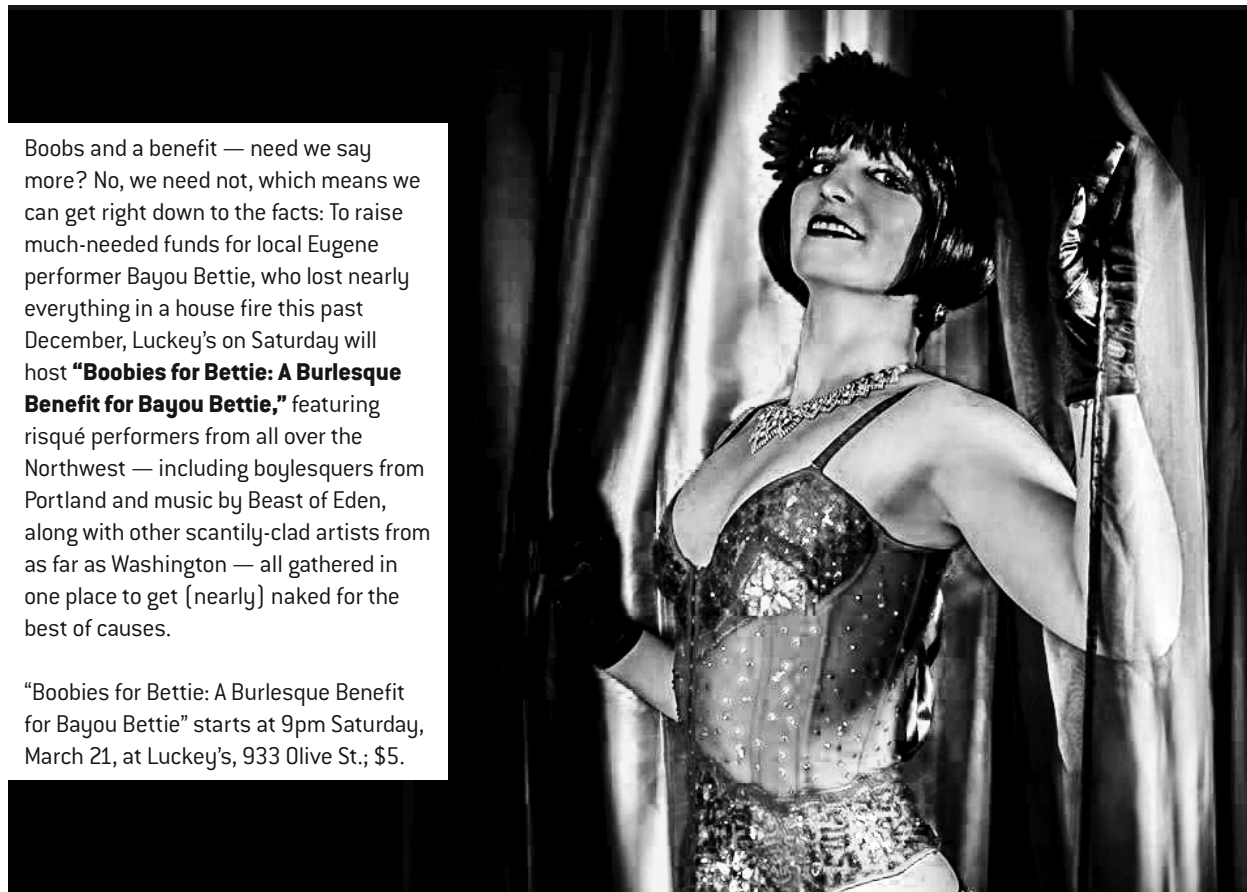 Boobs and a benefit — need we say
more? No, we need not, which means we
can get right down to the facts: To raise
much-needed funds for local Eugene
performer Bayou Bettie, who lost nearly
everything in a house fire this past
December, Luckey’s on Saturday will
host “Boobies for Bettie: A Burlesque
Benefit for Bayou Bettie,” featuring
risqué performers from all over the
Northwest — including boylesquers from
Portland and music by Beast of Eden,
along with other scantily-clad artists from
as far as Washington — all gathered in
one place to get (nearly) naked for the
best of causes.
“Boobies for Bettie: A Burlesque Benefit
for Bayou Bettie” starts at 9pm Saturday,
March 21, at Luckey’s, 933 Olive St.; $5.